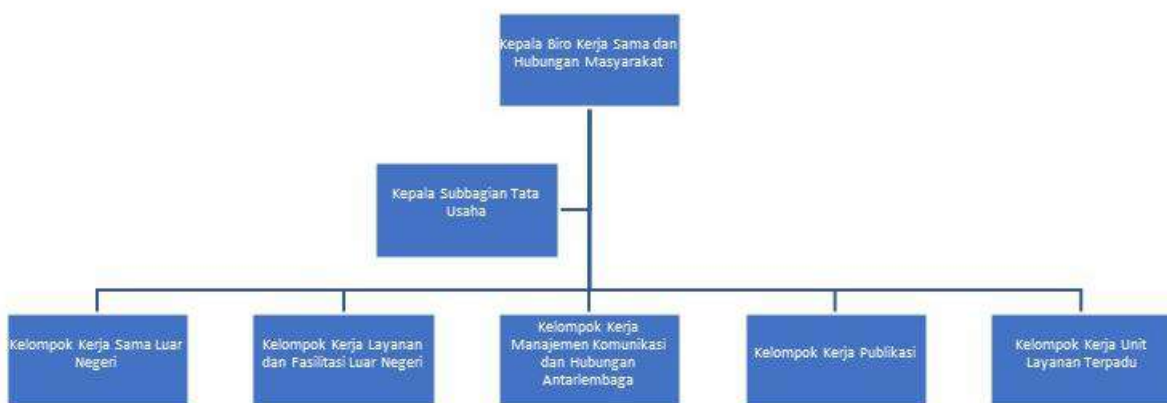 Kepala Biro Kerja Sama dan
Hubungan Masyarakat
Kepala Subbagian Tata
Usaha
Kelompok Kerja Sama Luar
Negeri
Kelompok Kerja Layanan
dan Fasilitasi Luar Negeri
Kelompok Kerja
Manajemen Komunikasi
dan Hubungan
Antarlembaga
Kelompok Kerja Publikasi
Kelompok Kerja Unit
Layanan Terpadu